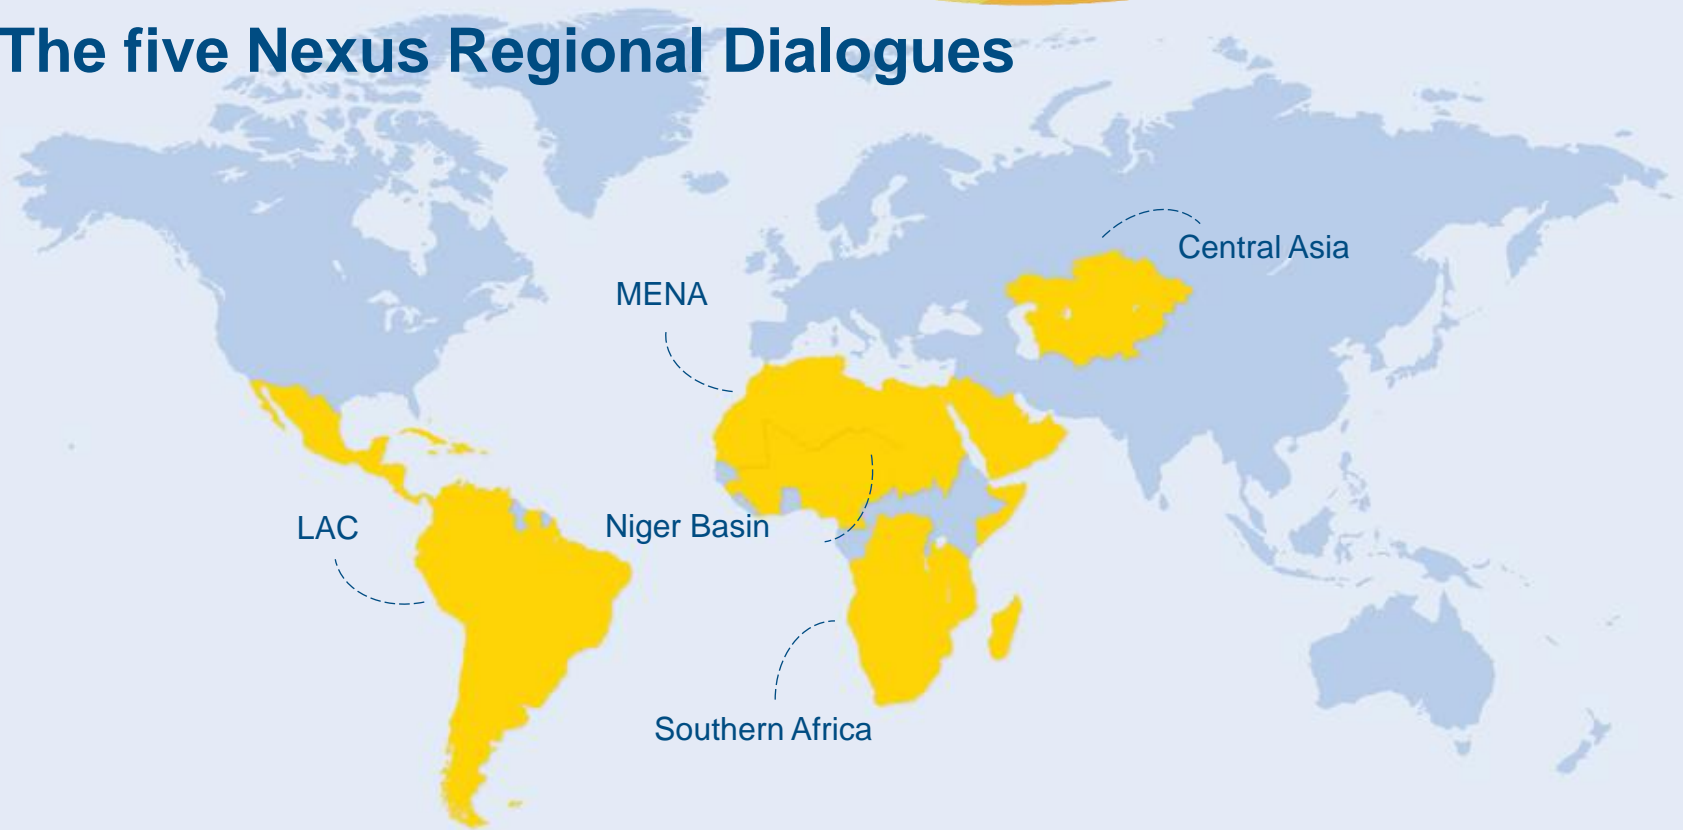 The five Nexus Regional Dialogues
Central Asia
MENA
LAC
Niger Basin
Southern Africa